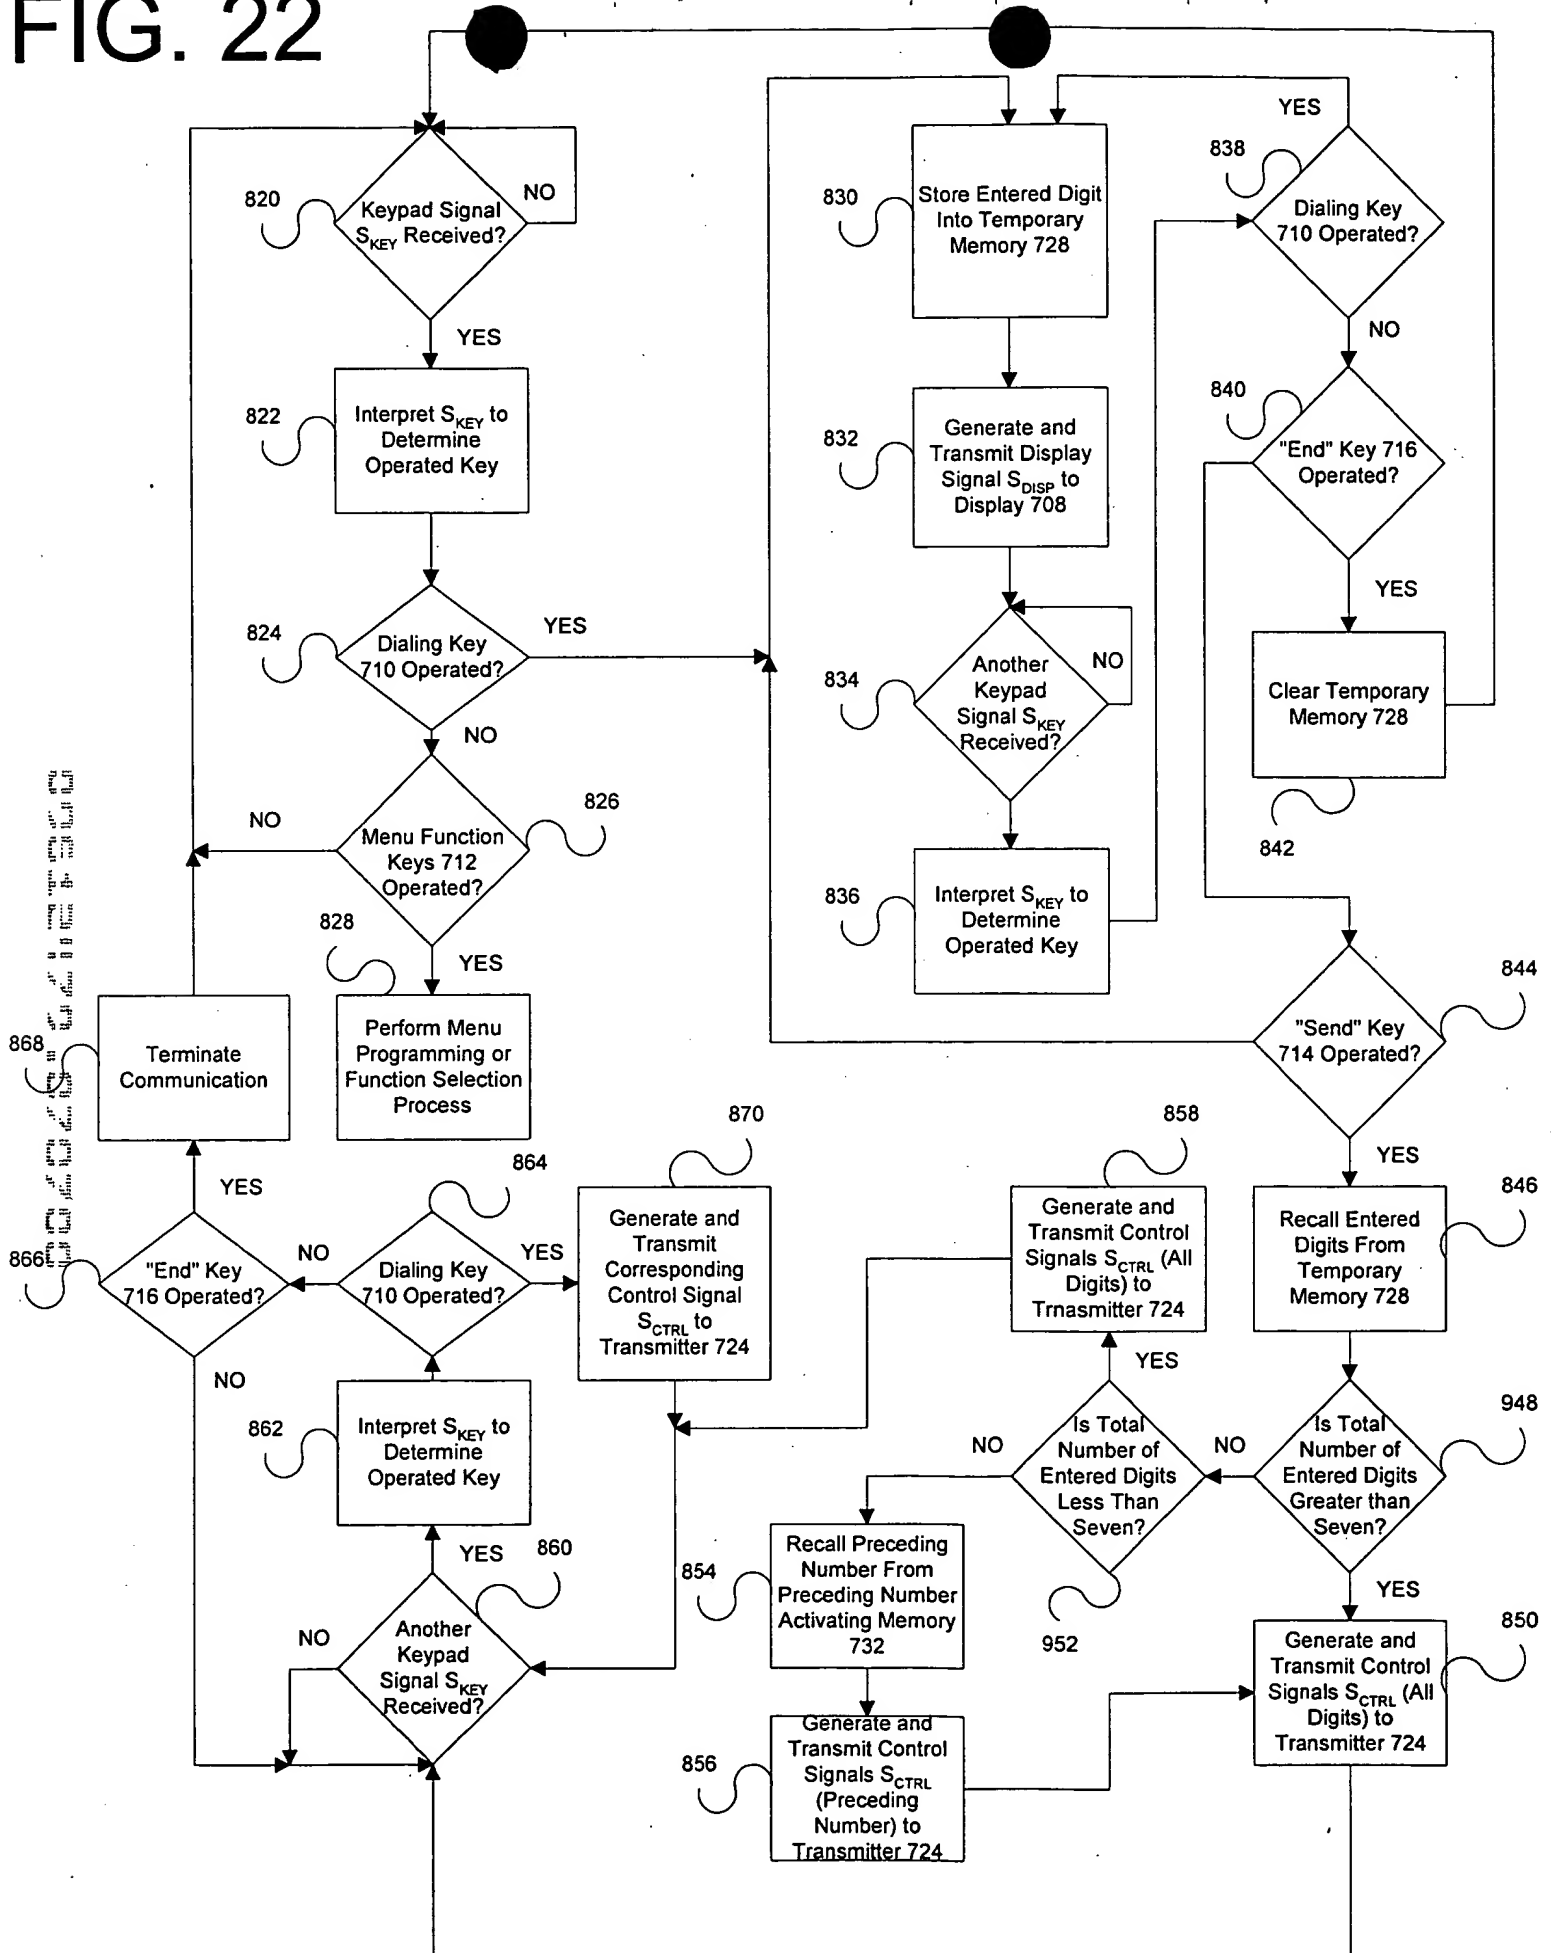 FIG. 22
820
Keypad Signal
SKEY Received?
NO
YES
822
Interpret SKEY to
Determine
Operated Key
824
Dialing Key
710 Operated?
YES
NO
826
Menu Function
Keys 712
Operated?
NO
YES
828
Perform Menu
Programming or
Function Selection
Process
830
Store Entered Digit
Into Temporary
Memory 728
832
Generate and
Transmit Display
Signal SDISP to
Display 708
834
Another
Keypad
Signal SKEY
Received?
NO
836
Interpret SKEY to
Determine
Operated Key
838
YES
Dialing Key
710 Operated?
NO
840
"End" Key 716
Operated?
YES
Clear Temporary
Memory 728
842
844
"Send" Key
714 Operated?
YES
846
Recall Entered
Digits From
Temporary
Memory 728
948
Is Total
Number of
Entered Digits
Greater than
Seven?
NO
YES
850
Generate and
Transmit Control
Signals SCTRL (All
Digits) to
Transmitter 724
952
Is Total
Number of
Entered Digits
Less Than
Seven?
YES
NO
858
Generate and
Transmit Control
Signals SCTRL (All
Digits) to
Trnasmitter 724
854
Recall Preceding
Number From
Preceding Number
Activating Memory
732
856
Generate and
Transmit Control
Signals SCTRL
(Preceding
Number) to
Transmitter 724
860
Another
Keypad
Signal SKEY
Received?
NO
YES
862
Interpret SKEY to
Determine
Operated Key
864
Dialing Key
710 Operated?
YES
NO
870
Generate and
Transmit
Corresponding
Control Signal
SCTRL to
Transmitter 724
866
"End" Key
716 Operated?
YES
NO
868
Terminate
Communication